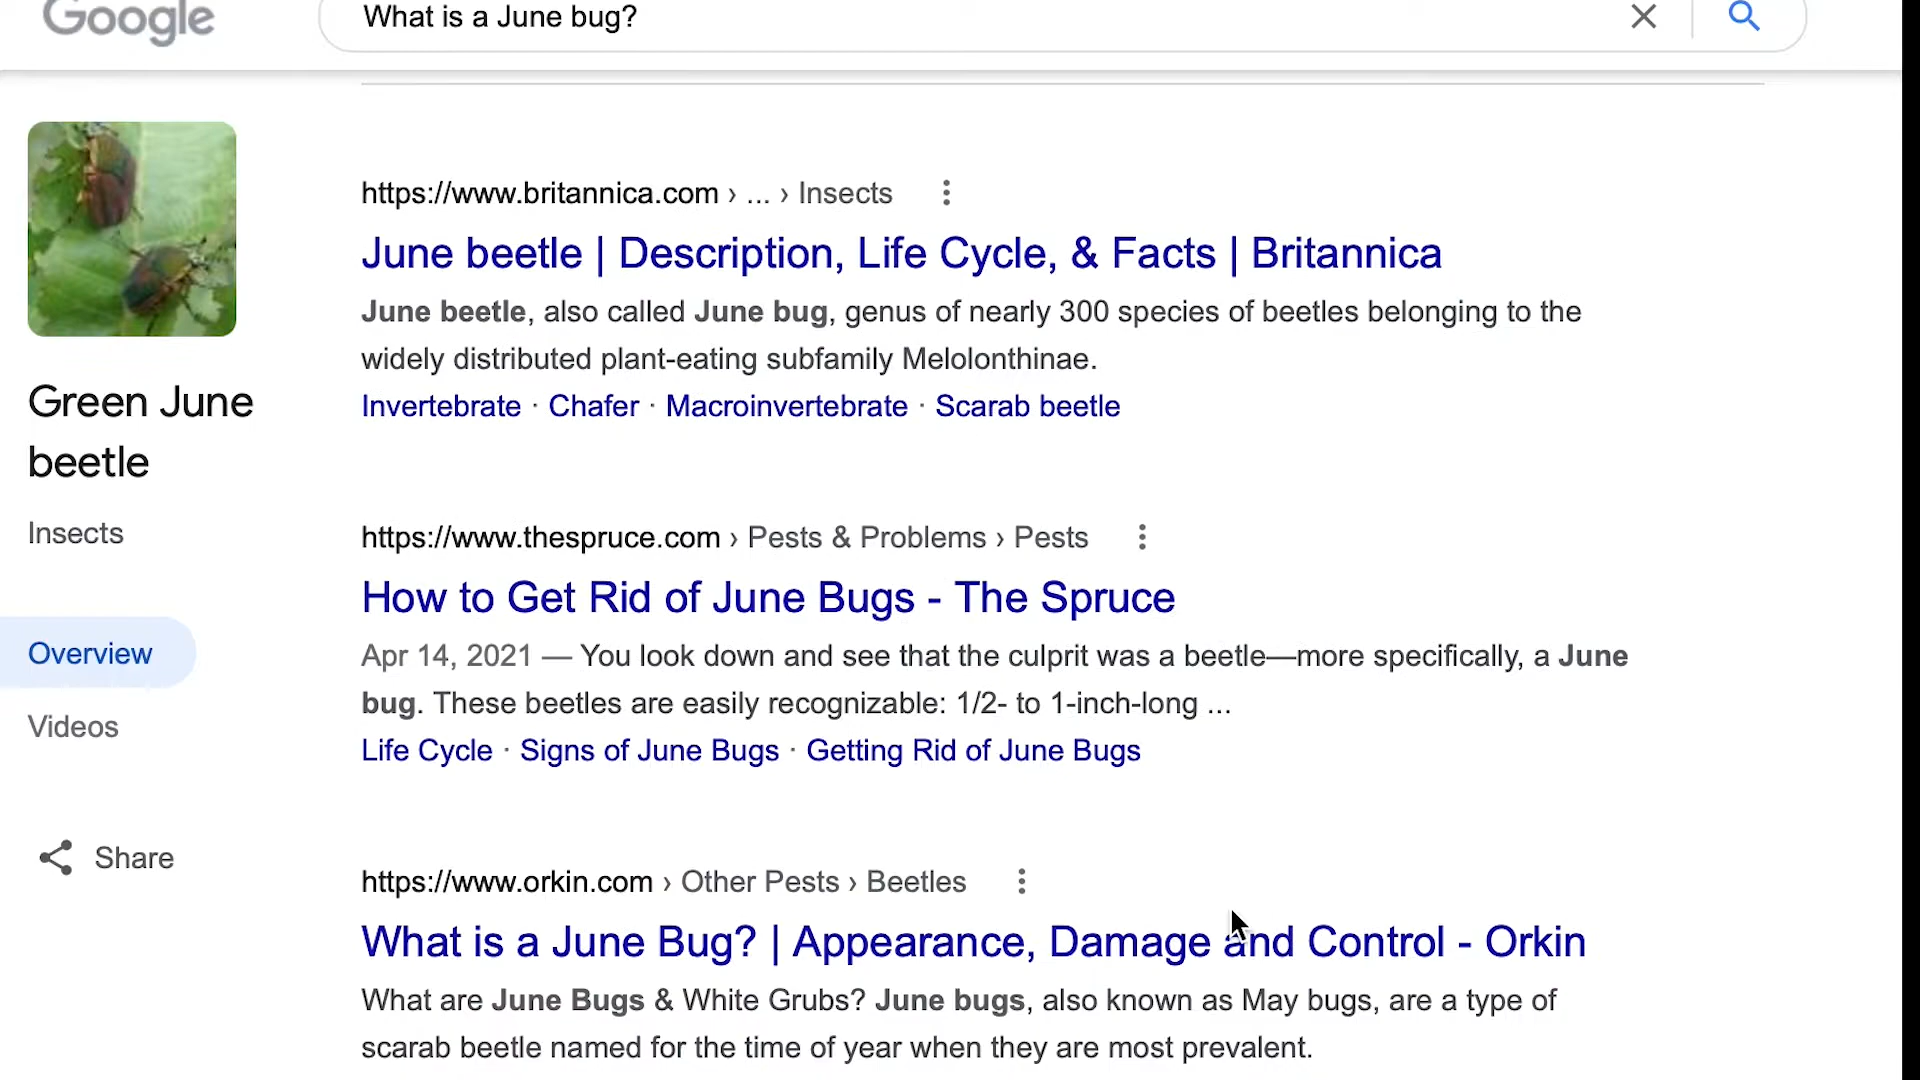 Google
What is a June bug?
Green June
beetle
Insects
Overview
Videos
Share
https://www.britannica.com › ... › Insects
June beetle | Description, Life Cycle, & Facts | Britannica
June beetle, also called June bug, genus of nearly 300 species of beetles belonging to the
widely distributed plant-eating subfamily Melolonthinae.
Invertebrate · Chafer · Macroinvertebrate · Scarab beetle
https://www.thespruce.com › Pests & Problems › Pests
How to Get Rid of June Bugs - The Spruce
Apr 14, 2021 — You look down and see that the culprit was a beetle—more specifically, a June
bug. These beetles are easily recognizable: 1/2- to 1-inch-long ...
Life Cycle · Signs of June Bugs · Getting Rid of June Bugs
https://www.orkin.com › Other Pests › Beetles
What is a June Bug? | Appearance, Damage and Control - Orkin
What are June Bugs & White Grubs? June bugs, also known as May bugs, are a type of
scarab beetle named for the time of year when they are most prevalent.